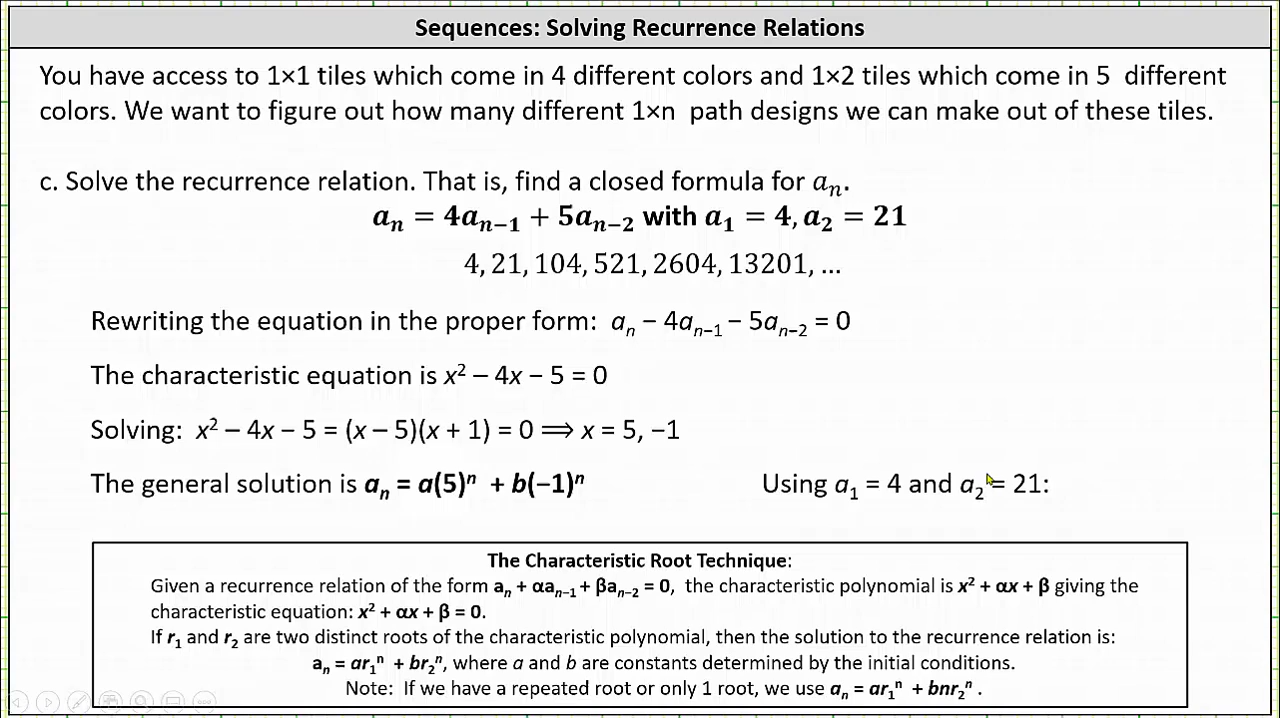 Sequences: Solving Recurrence Relations
You have access to 1×1 tiles which come in 4 different colors and 1×2 tiles which come in 5 different
colors. We want to figure out how many different 1×n path designs we can make out of these tiles.
c. Solve the recurrence relation. That is, find a closed formula for aₙ.
aₙ = 4aₙ₋₁ + 5aₙ₋₂ with a₁ = 4, a₂ = 21
4, 21, 104, 521, 2604, 13201, …
Rewriting the equation in the proper form: aₙ − 4aₙ₋₁ − 5aₙ₋₂ = 0
The characteristic equation is x² – 4x – 5 = 0
Solving: x² – 4x – 5 = (x – 5)(x + 1) = 0 ⟹ x = 5, −1
The general solution is aₙ = a(5)ⁿ + b(−1)ⁿ Using a₁ = 4 and a₂ = 21:
The Characteristic Root Technique:
Given a recurrence relation of the form aₙ + αaₙ₋₁ + βaₙ₋₂ = 0, the characteristic polynomial is x² + αx + β giving the
characteristic equation: x² + αx + β = 0.
If r₁ and r₂ are two distinct roots of the characteristic polynomial, then the solution to the recurrence relation is:
aₙ = ar₁ⁿ + br₂ⁿ, where a and b are constants determined by the initial conditions.
Note: If we have a repeated root or only 1 root, we use aₙ = ar₁ⁿ + bnr₂ⁿ .